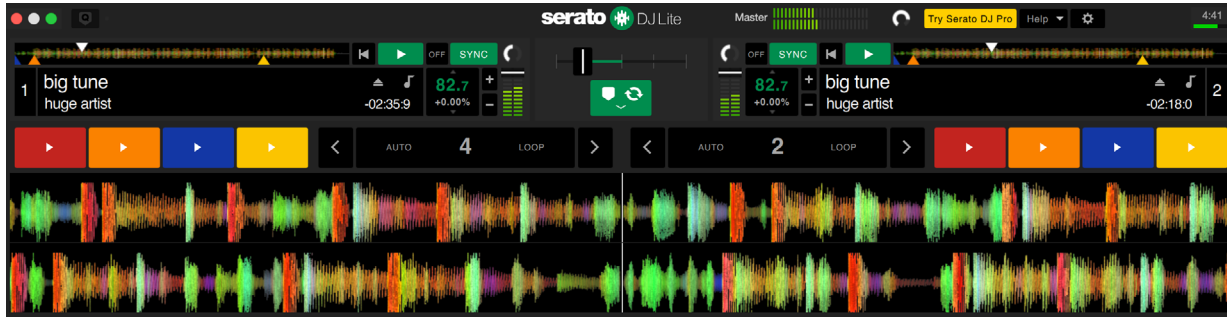 serato DJ Lite Master Try Serato DJ Pro Help 4:41
OFF SYNC OFF SYNC
1 big tune 82.7 + 82.7 + big tune 2
huge artist -02:35:9 +0.00% - +0.00% - huge artist -02:18:0
AUTO 4 LOOP AUTO 2 LOOP